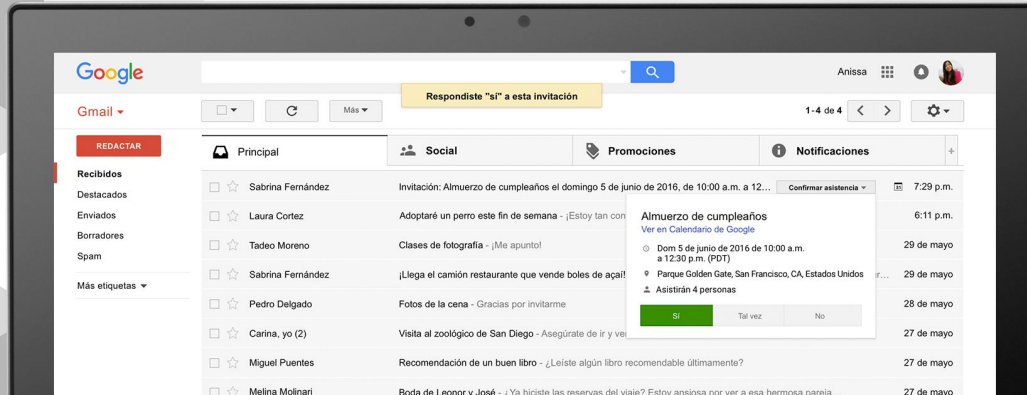 Google
Anissa
Respondiste "sí" a esta invitación
Gmail
Más
1-4 de 4
REDACTAR
Principal
Social
Promociones
Notificaciones
Recibidos
Destacados
Enviados
Borradores
Spam
Más etiquetas
Sabrina Fernández Invitación: Almuerzo de cumpleaños el domingo 5 de junio de 2016, de 10:00 a.m. a 12... Confirmar asistencia 7:29 p.m.
Laura Cortez Adoptaré un perro este fin de semana - ¡Estoy tan con 6:11 p.m.
Tadeo Moreno Clases de fotografía - ¡Me apunto! 29 de mayo
Sabrina Fernández ¡Llega el camión restaurante que vende boles de açaí! r... 29 de mayo
Pedro Delgado Fotos de la cena - Gracias por invitarme 28 de mayo
Carina, yo (2) Visita al zoológico de San Diego - Asegúrate de ir y ve 27 de mayo
Miguel Puentes Recomendación de un buen libro - ¿Leíste algún libro recomendable últimamente? 27 de mayo
Melina Molinari Boda de Leonor y José - ¿Ya hiciste las reservas del viaje? Estoy ansiosa por ver a esa hermosa pareja... 27 de mayo
Almuerzo de cumpleaños
Ver en Calendario de Google
Dom 5 de junio de 2016 de 10:00 a.m.
a 12:30 p.m. (PDT)
Parque Golden Gate, San Francisco, CA, Estados Unidos
Asistirán 4 personas
Sí
Tal vez
No